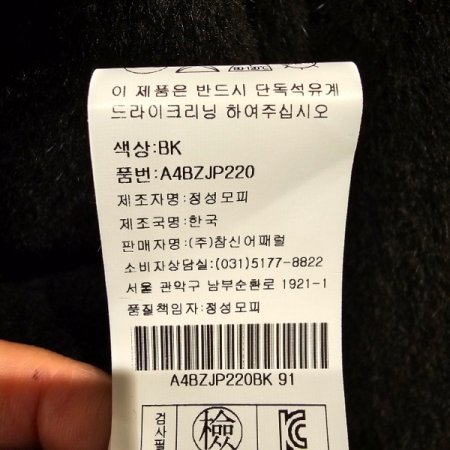 이 제품은 반드시 단독석유계
드라이크리닝 하여주십시오
색상:BK
품번:A4BZJP220
제조자명:정성모피
제조국명:한국
판매자명:(주)참신어패럴
소비자상담실:(031)5177-8822
서울 관악구 남부순환로 1921-1
품질책임자:정성모피
A4BZJP220BK 91
검사필
檢